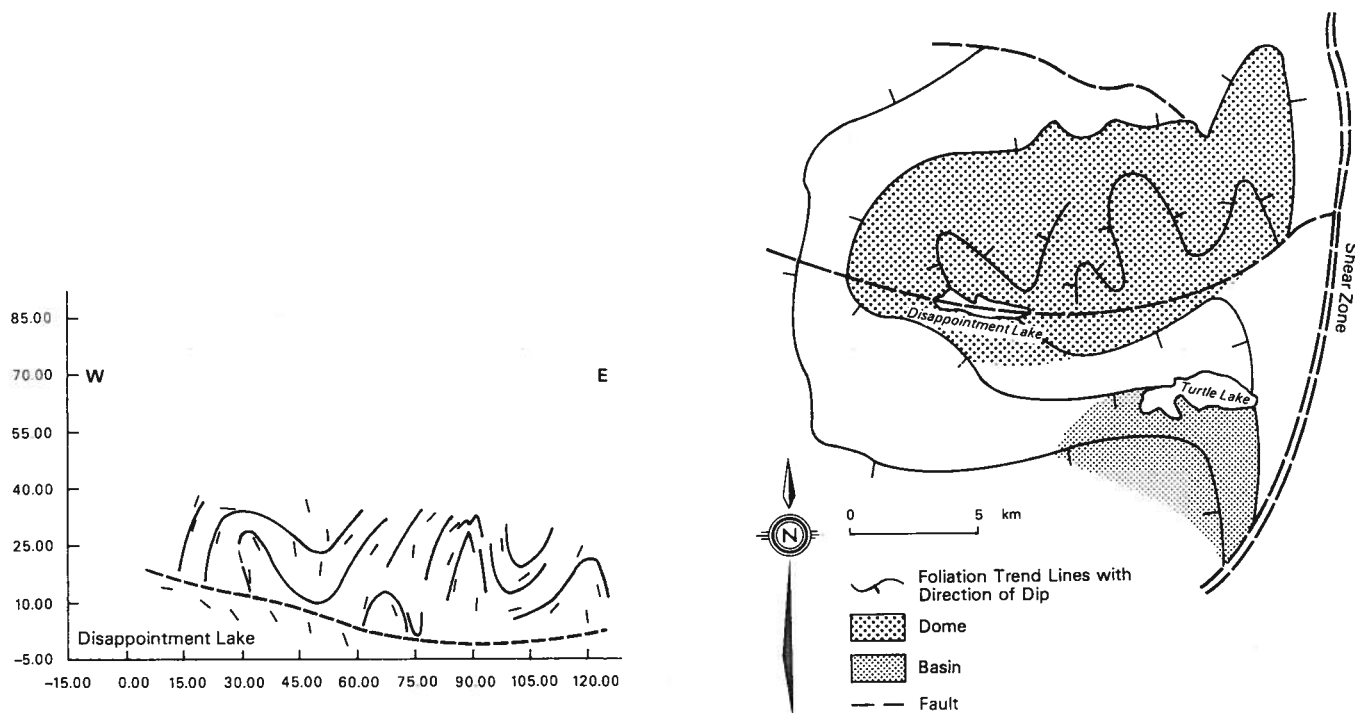 85.00
70.00
W
E
55.00
40.00
25.00
10.00
Disappointment Lake
-5.00
-15.00 0.00 15.00 30.00 45.00 60.00 75.00 90.00 105.00 120.00
Shear Zone
Disappointment Lake
Turtle Lake
N
0 5 km
Foliation Trend Lines with
Direction of Dip
Dome
Basin
Fault